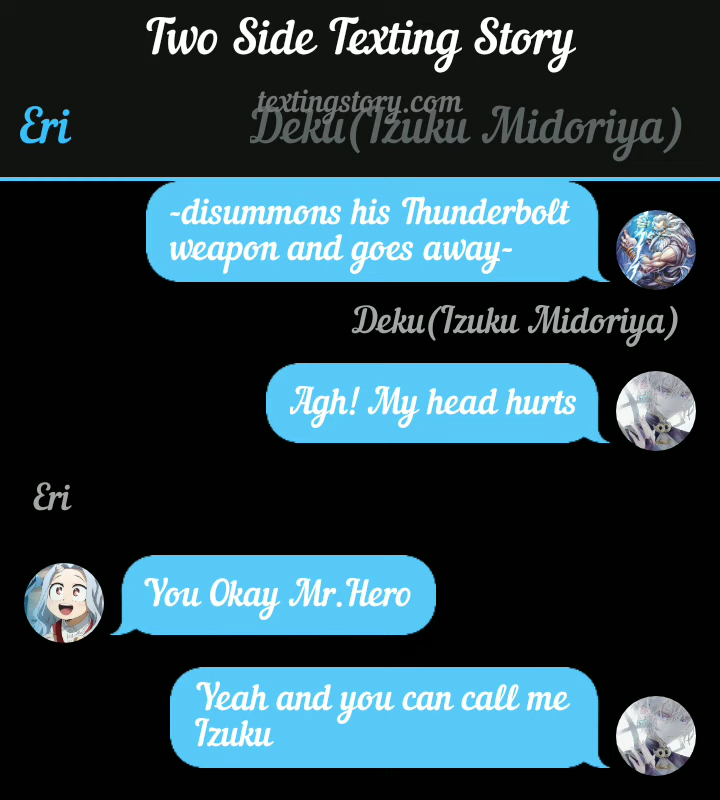 Two Side Texting Story
textingstory.com
Eri
Deku(Izuku Midoriya)
-disummons his Thunderbolt
weapon and goes away-
Deku(Izuku Midoriya)
Agh! My head hurts
Eri
You Okay Mr.Hero
Yeah and you can call me
Izuku